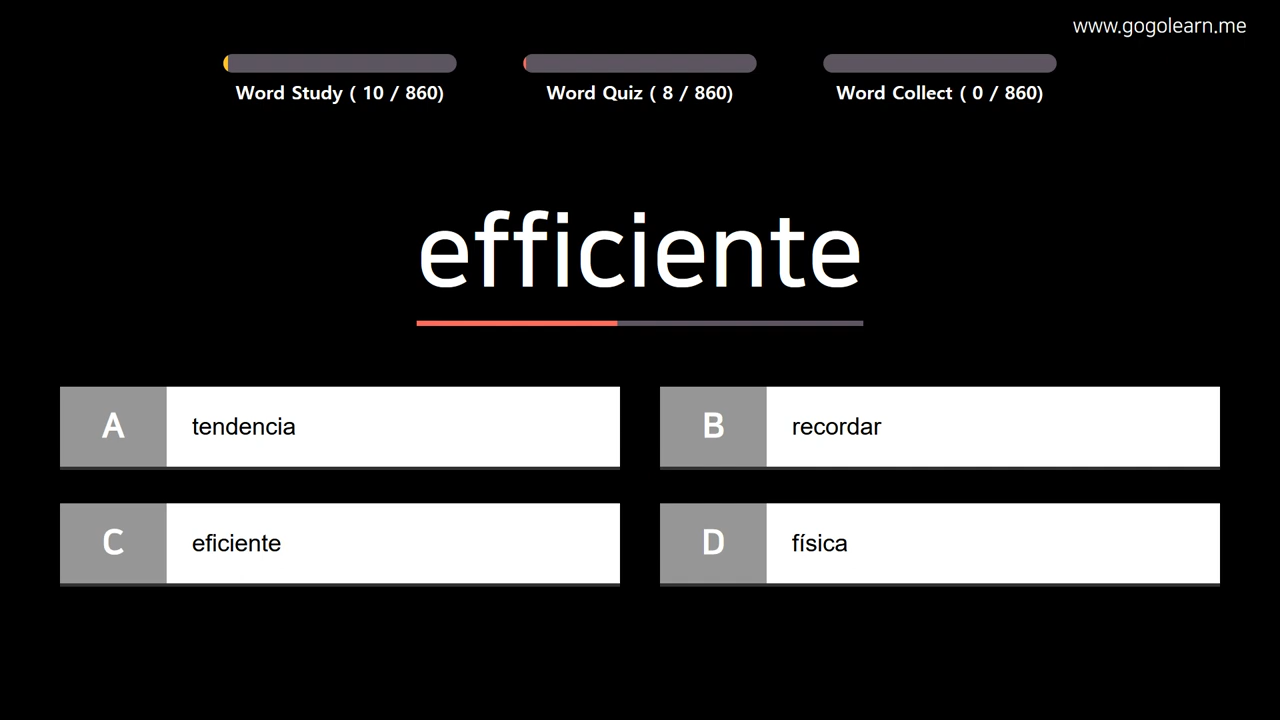 www.gogolearn.me
Word Study ( 10 / 860)
Word Quiz ( 8 / 860)
Word Collect ( 0 / 860)
efficiente
A tendencia
B recordar
C eficiente
D física